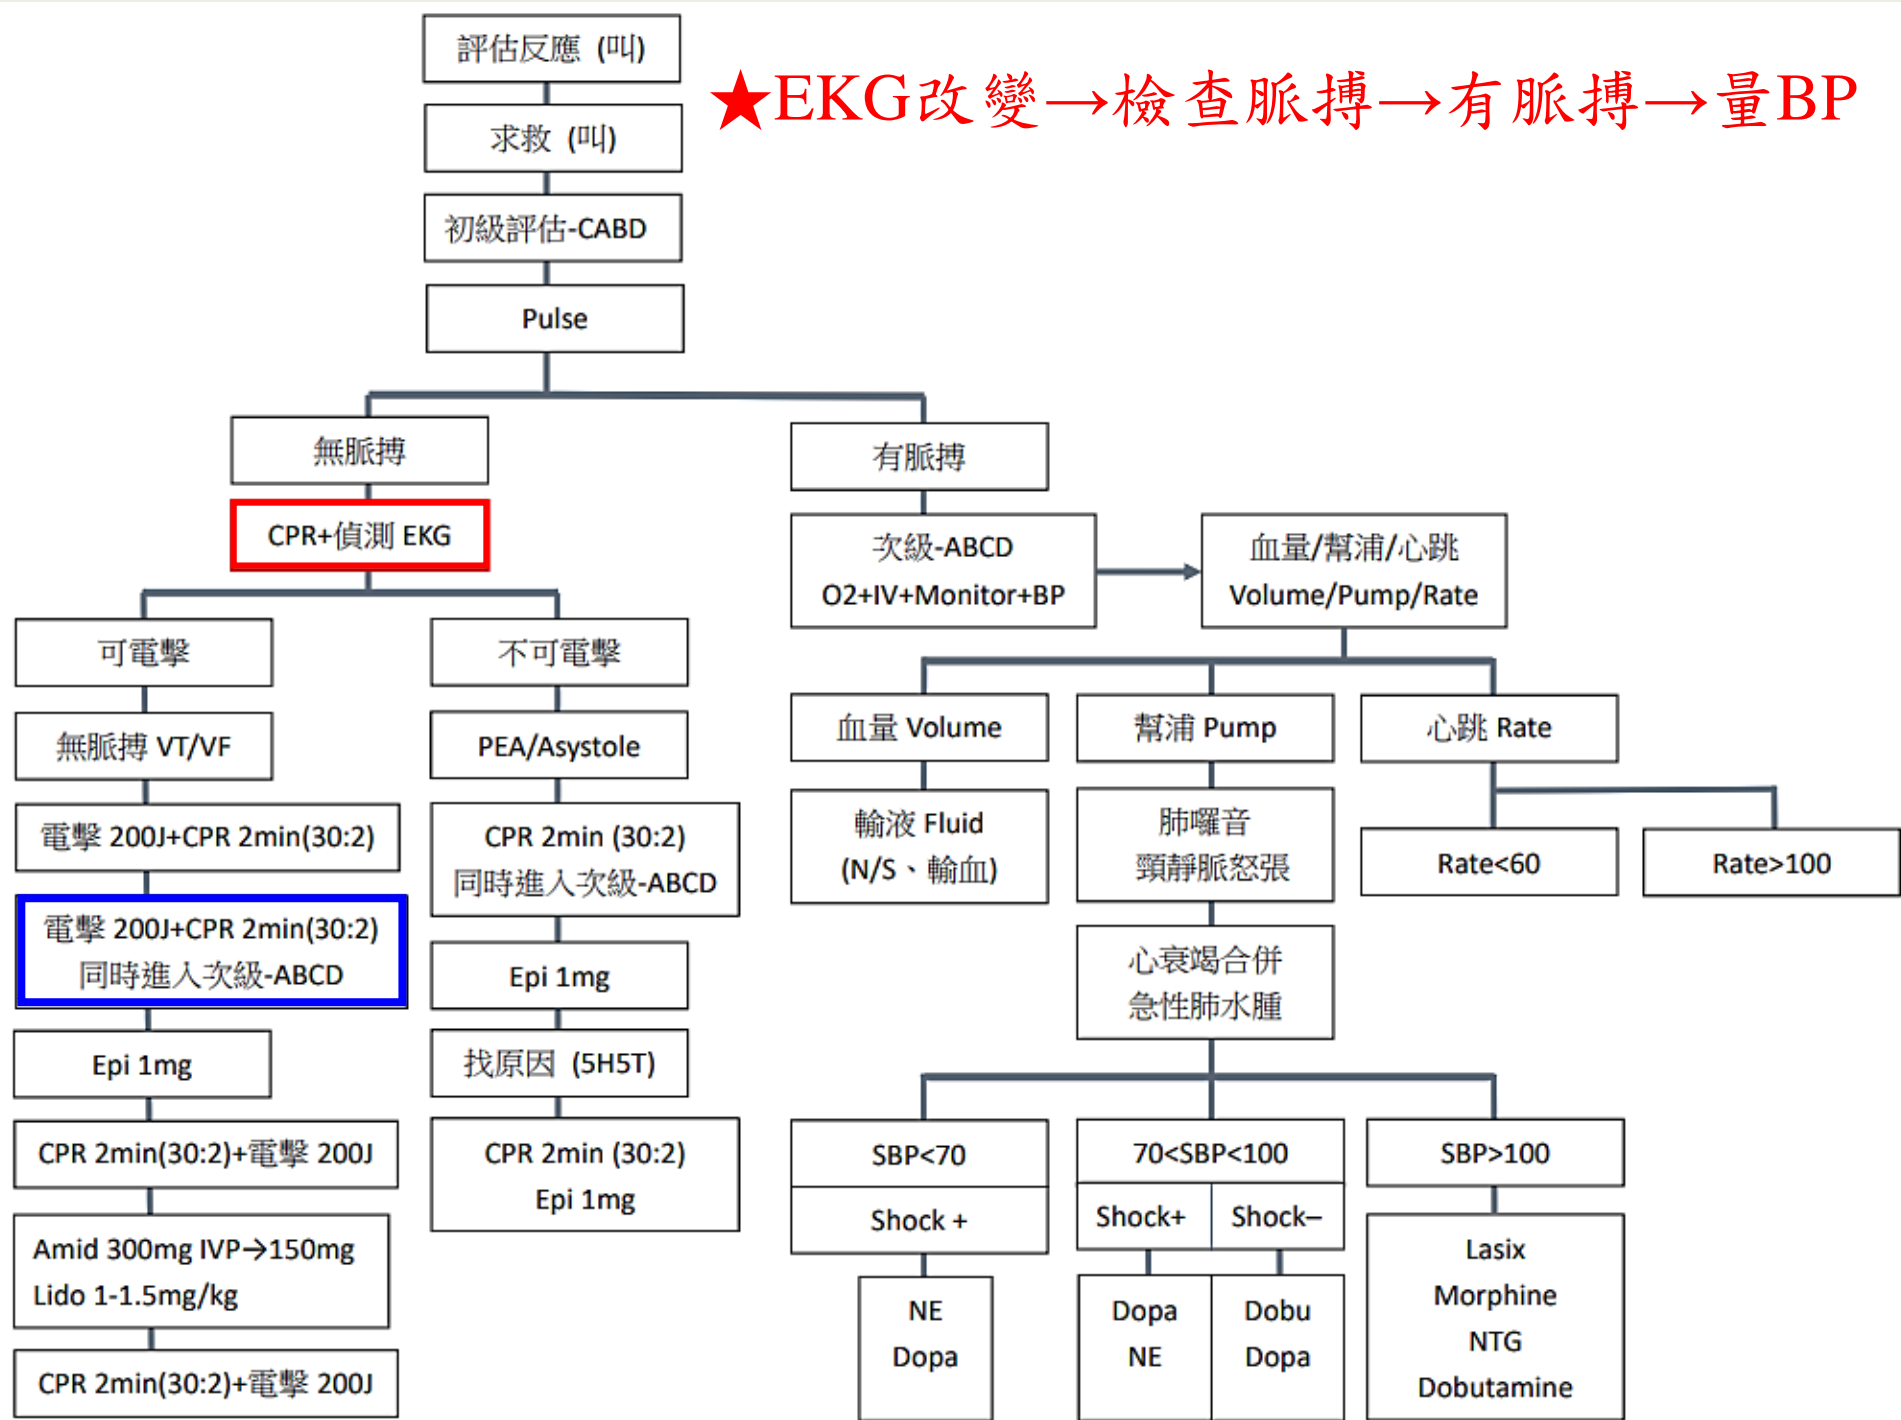 評估反應 (叫)
★EKG改變→檢查脈搏→有脈搏→量BP
求救 (叫)
初級評估-CABD
Pulse
無脈搏
CPR+偵測 EKG
可電擊
無脈搏 VT/VF
電擊 200J+CPR 2min(30:2)
電擊 200J+CPR 2min(30:2)
同時進入次級-ABCD
Epi 1mg
CPR 2min(30:2)+電擊 200J
Amid 300mg IVP→150mg
Lido 1-1.5mg/kg
CPR 2min(30:2)+電擊 200J
不可電擊
PEA/Asystole
CPR 2min (30:2)
同時進入次級-ABCD
Epi 1mg
找原因 (5H5T)
CPR 2min (30:2)
Epi 1mg
有脈搏
次級-ABCD
O2+IV+Monitor+BP
血量/幫浦/心跳
Volume/Pump/Rate
血量 Volume
輸液 Fluid
(N/S、輸血)
幫浦 Pump
肺囉音
頸靜脈怒張
心衰竭合併
急性肺水腫
SBP<70
Shock +
NE
Dopa
70<SBP<100
Shock+
Dopa
NE
Shock–
Dobu
Dopa
SBP>100
Lasix
Morphine
NTG
Dobutamine
心跳 Rate
Rate<60
Rate>100